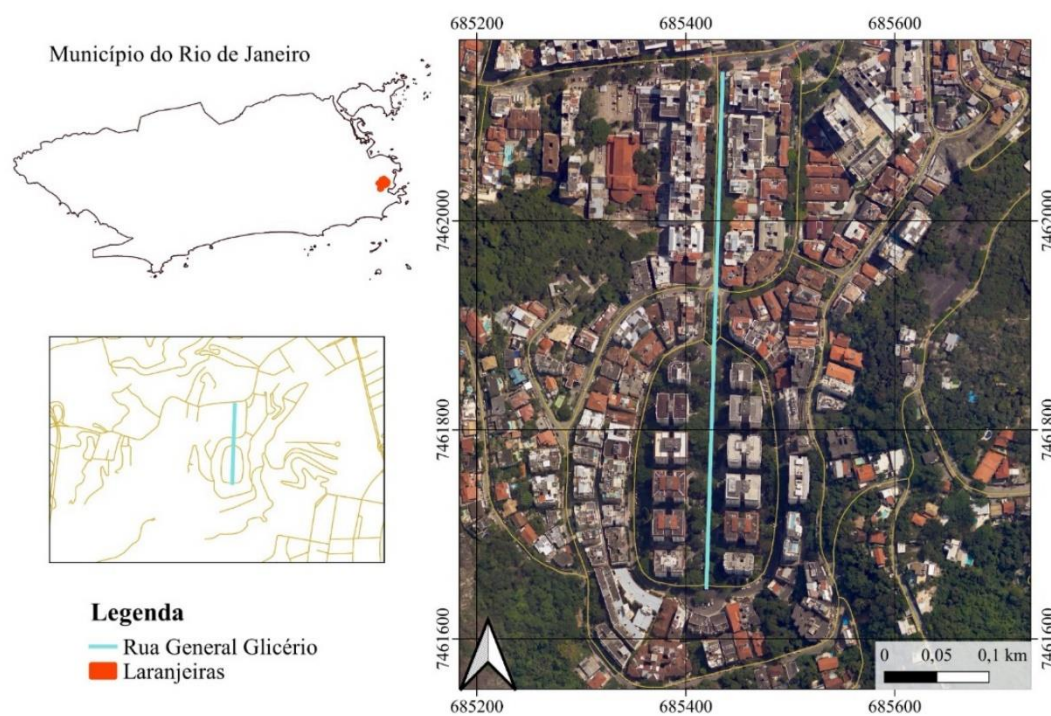 Município do Rio de Janeiro
Legenda
Rua General Glicério
Laranjeiras
685200 685400 685600
7462000 7462000
7461800 7461800
7461600 7461600
0 0,05 0,1 km
685200 685400 685600